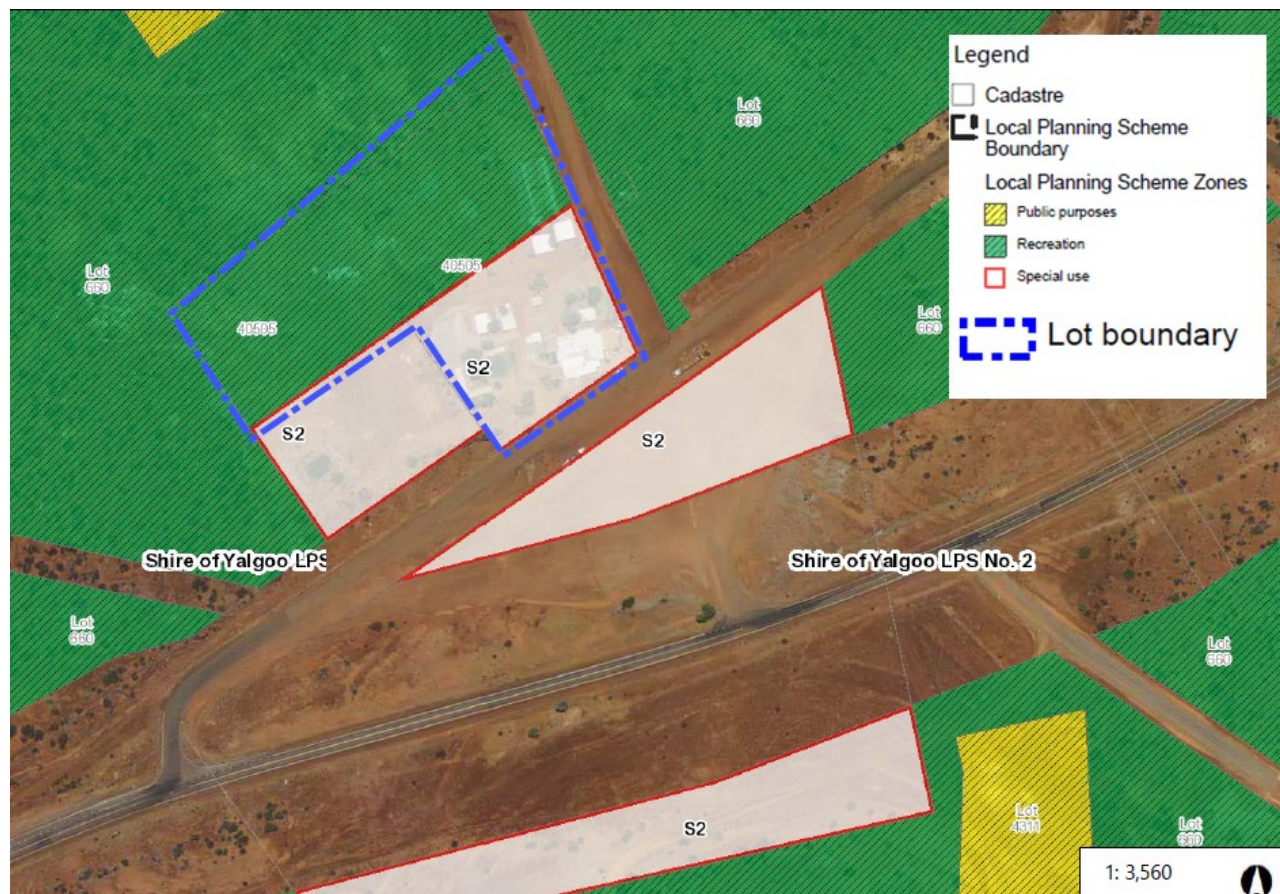 Legend
Cadastre
Local Planning Scheme
Boundary
Local Planning Scheme Zones
Public purposes
Recreation
Special use
Lot boundary
Lot
660
Lot
660
40505
40505
Lot
660
S2
S2
S2
Shire of Yalgoo LPS
Shire of Yalgoo LPS No. 2
Lot
660
Lot
660
Lot
4311
Lot
660
S2
1: 3,560